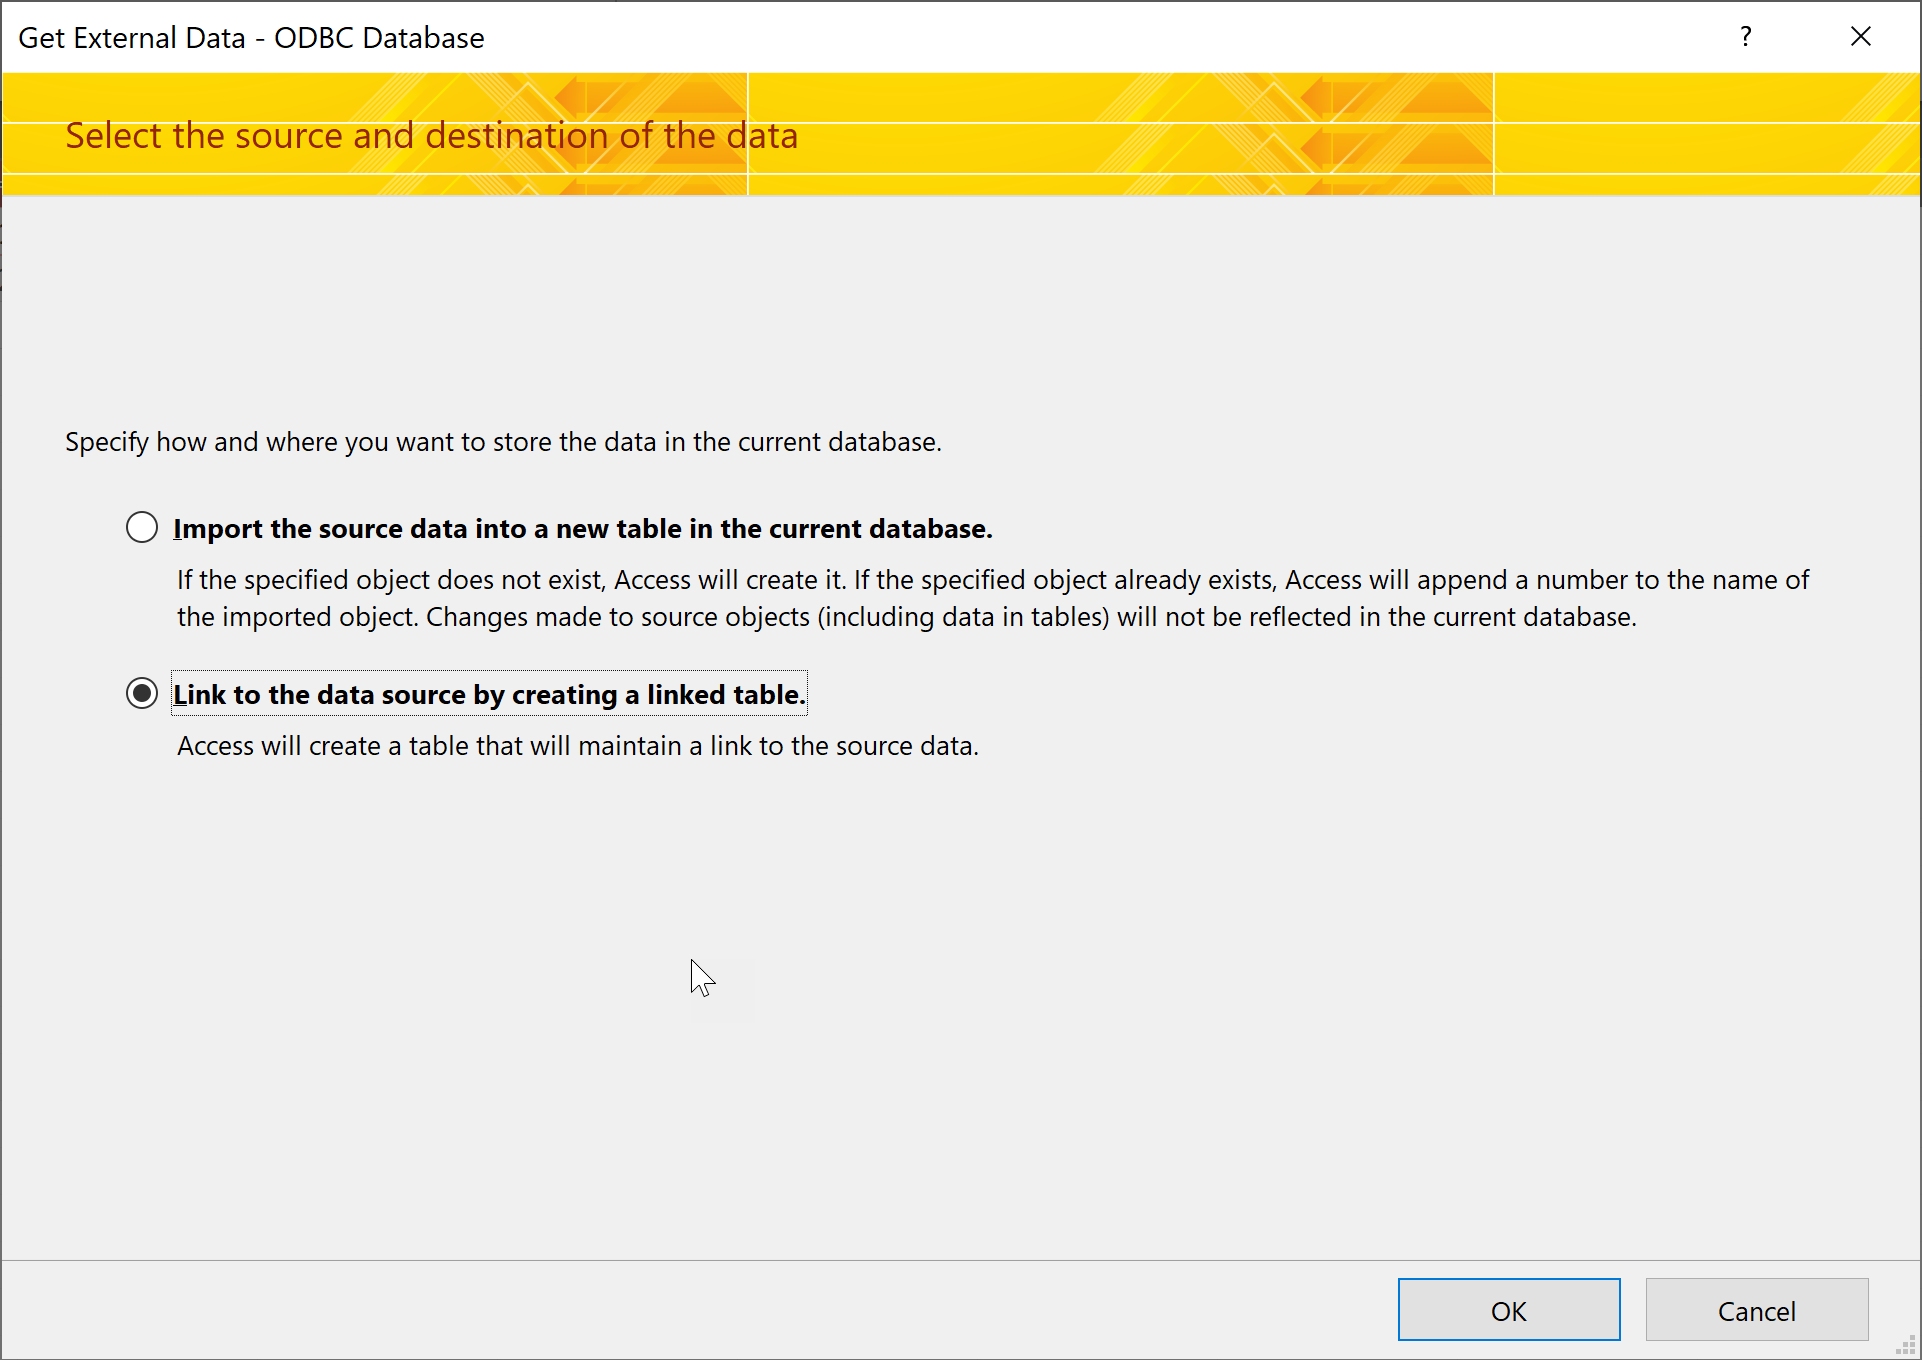 Get External Data - ODBC Database
?
Select the source and destination of the data
Specify how and where you want to store the data in the current database.
Import the source data into a new table in the current database.
If the specified object does not exist, Access will create it. If the specified object already exists, Access will append a number to the name of
the imported object. Changes made to source objects (including data in tables) will not be reflected in the current database.
Link to the data source by creating a linked table.
Access will create a table that will maintain a link to the source data.
OK
Cancel